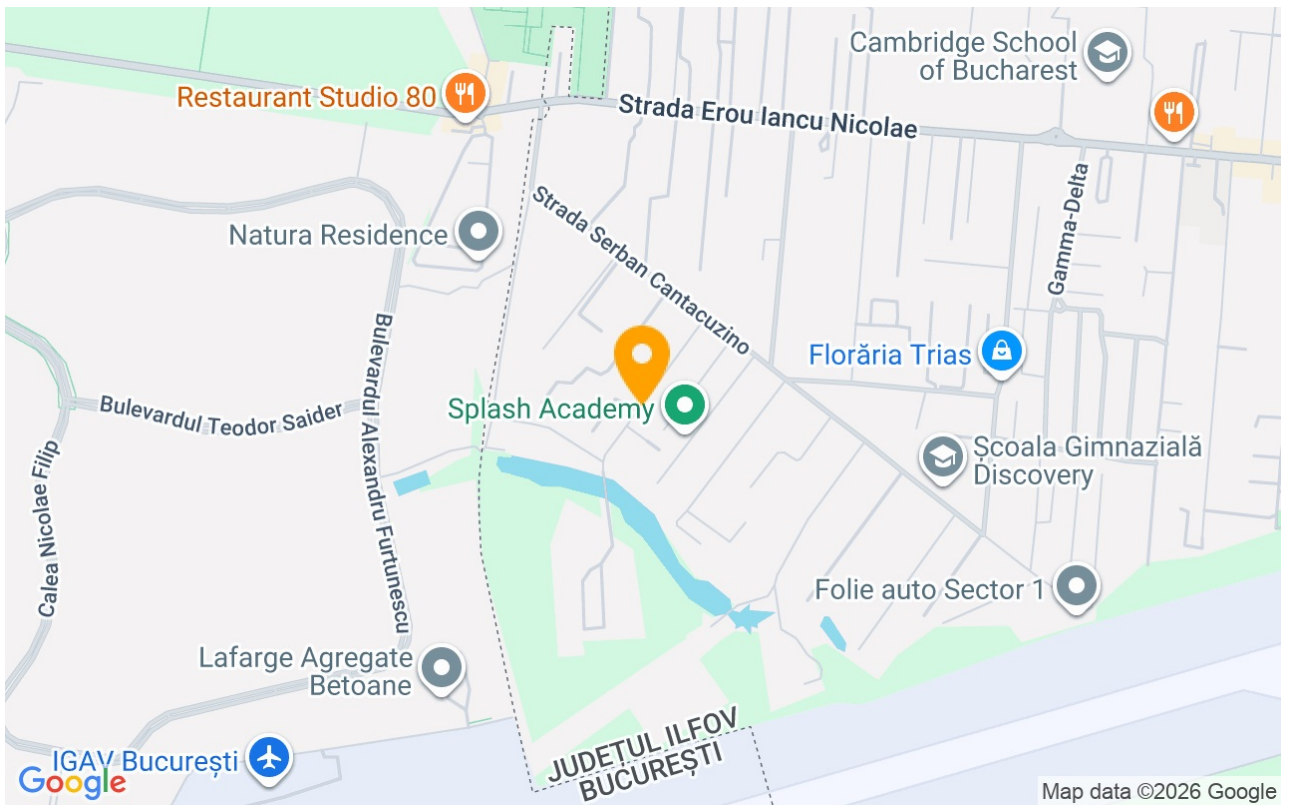 Cambridge School
of Bucharest
Restaurant Studio 80
Strada Erou Iancu Nicolae
Strada Serban Cantacuzino
Gamma-Delta
Natura Residence
Bulevardul Alexandru Furtunescu
Florăria Trias
Splash Academy
Bulevardul Teodor Saider
Calea Nicolae Filip
Școala Gimnazială
Discovery
Folie auto Sector 1
Lafarge Agregate
Betoane
JUDEȚUL ILFOV
BUCUREȘTI
IGAV București
Google
Map data ©2026 Google